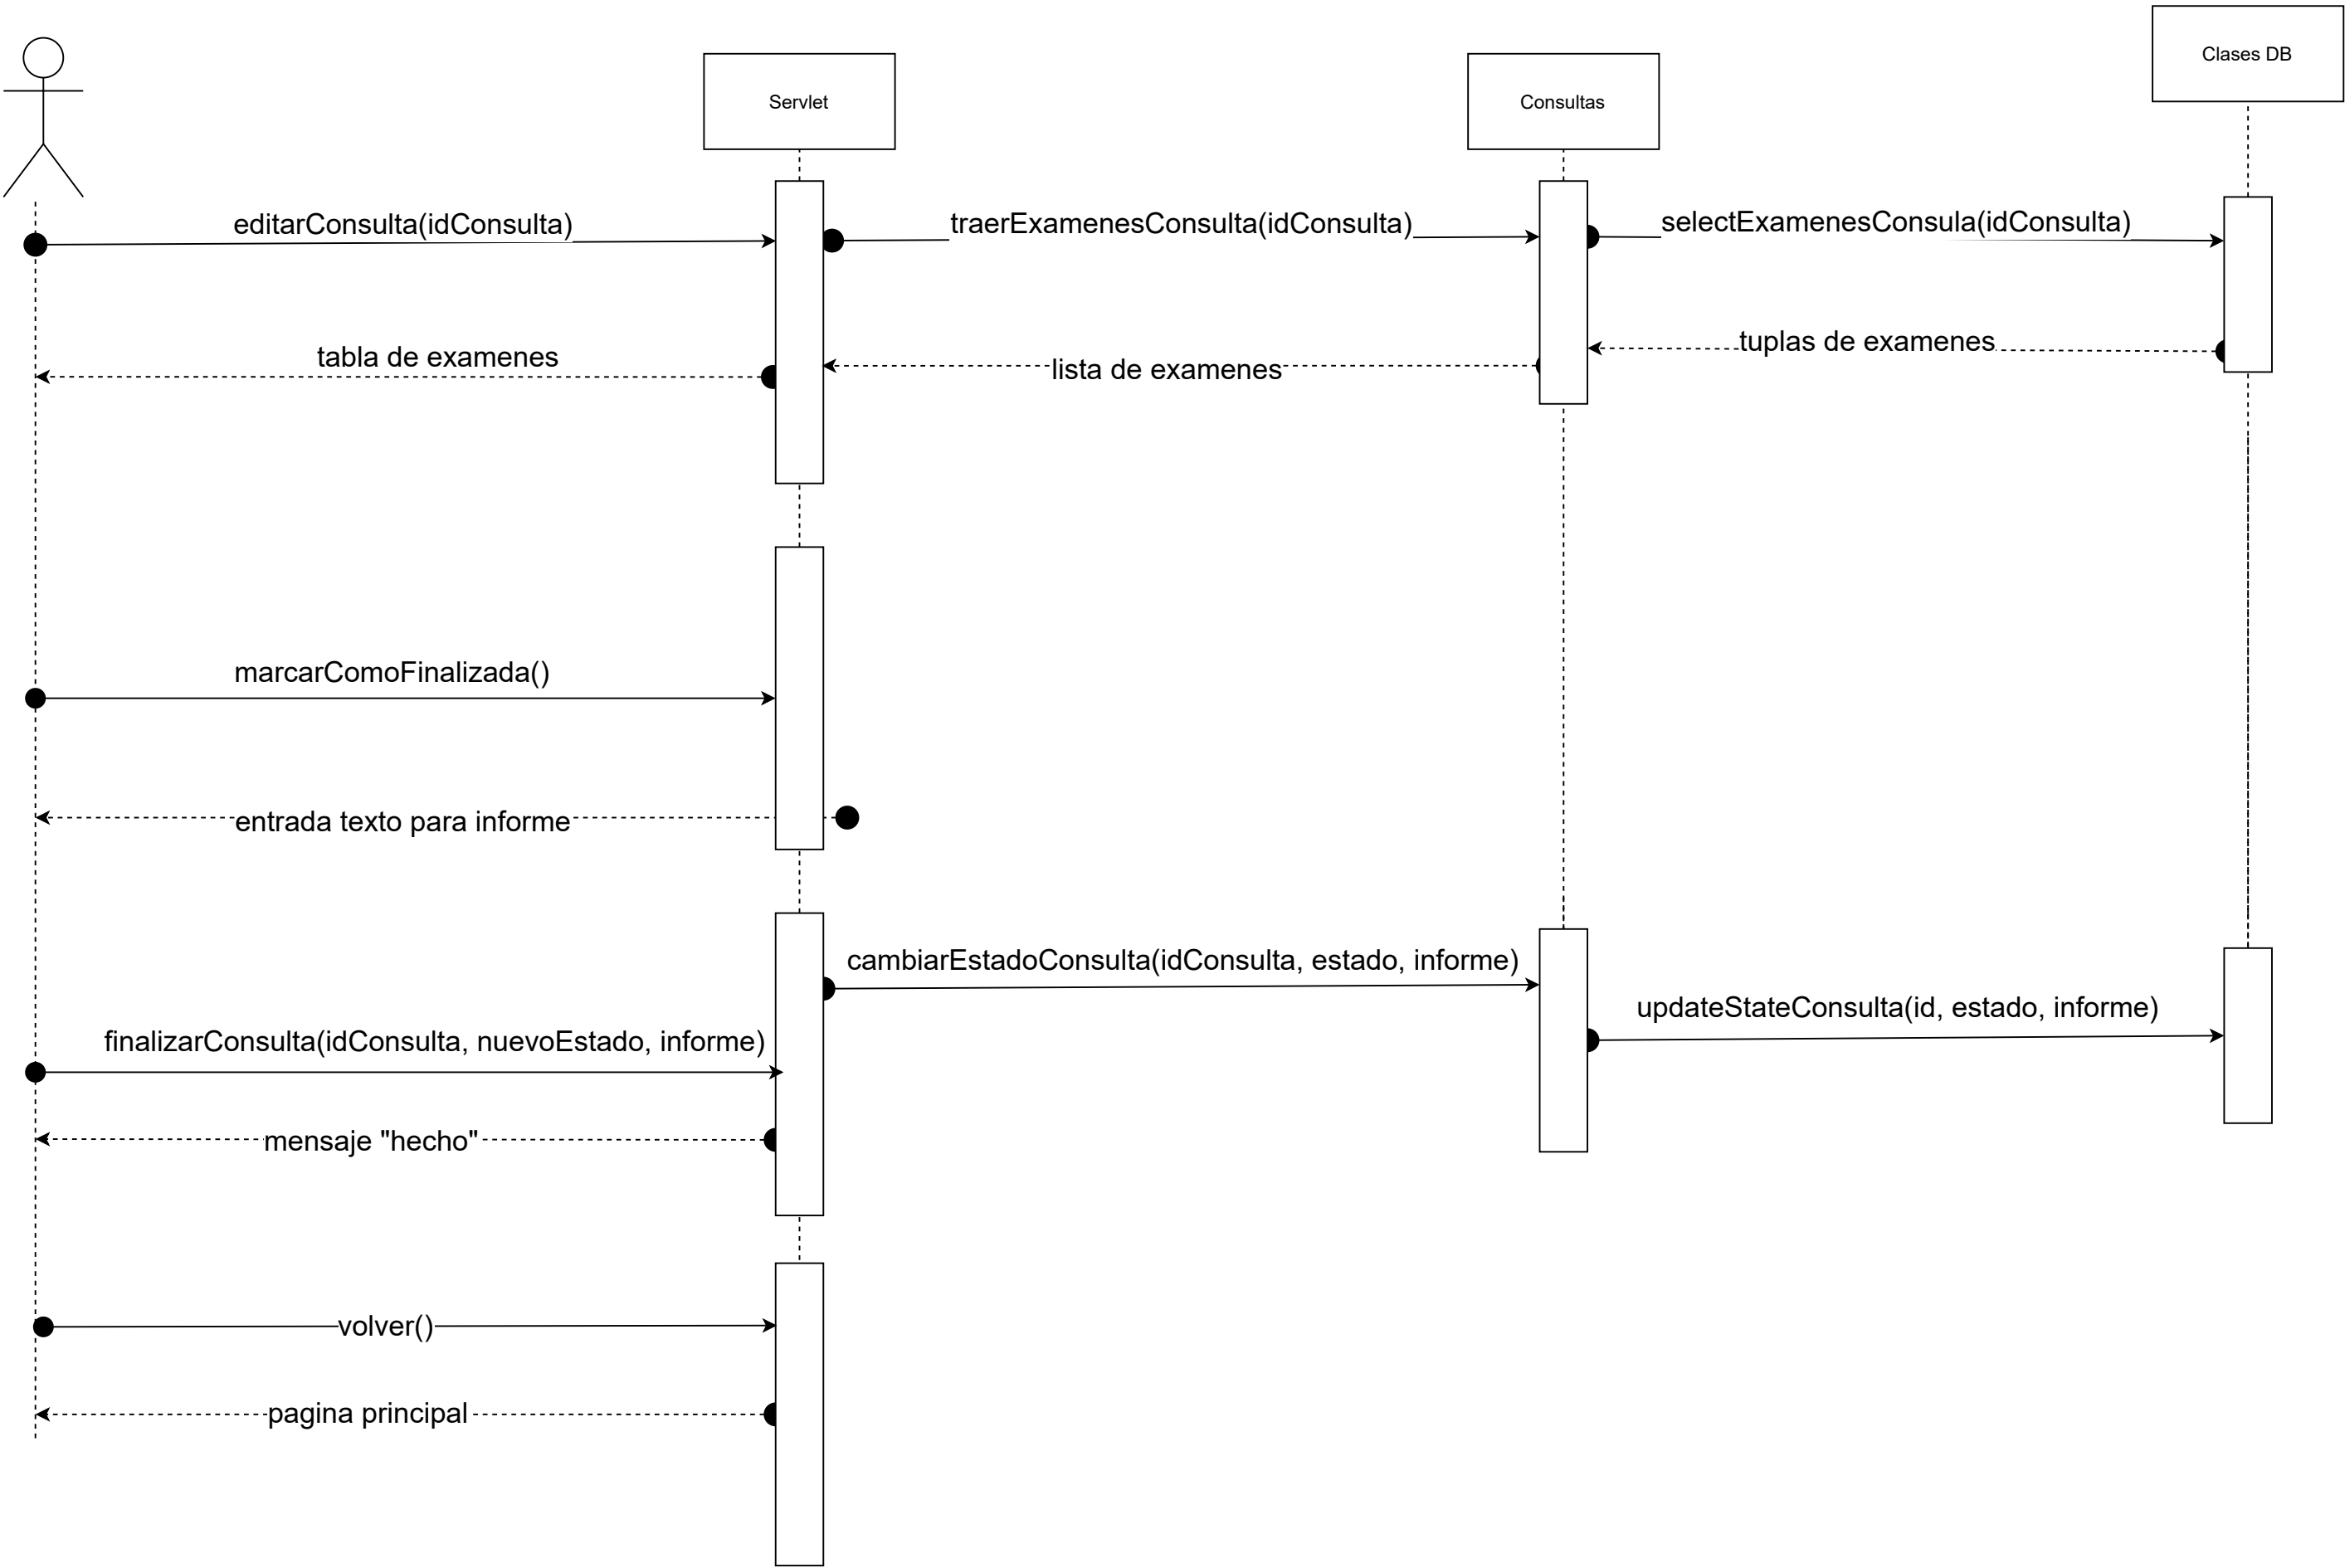 Clases DB
Servlet
Consultas
editarConsulta(idConsulta)
traerExamenesConsulta(idConsulta)
selectExamenesConsula(idConsulta)
tabla de examenes
lista de examenes
tuplas de examenes
marcarComoFinalizada()
entrada texto para informe
cambiarEstadoConsulta(idConsulta, estado, informe)
updateStateConsulta(id, estado, informe)
finalizarConsulta(idConsulta, nuevoEstado, informe)
mensaje "hecho"
volver()
pagina principal